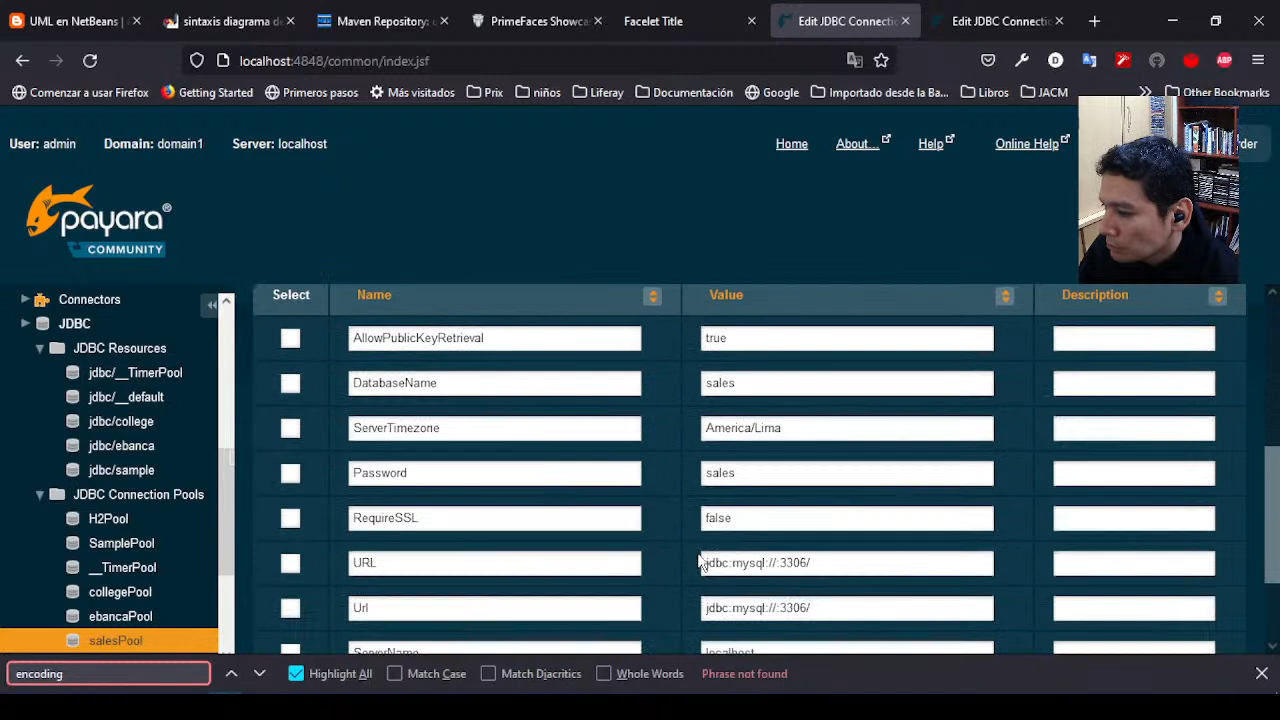 UML en NetBeans
sintaxis diagrama de
Maven Repository:
PrimeFaces Showca
Facelet Title
Edit JDBC Connecti
Edit JDBC Connecti
localhost:4848/common/index.jsf
Comenzar a usar Firefox
Getting Started
Primeros pasos
Más visitados
Prix
niños
Liferay
Documentación
Google
Importado desde la
Libros
JACM
Other Bookmarks
User: admin
Domain: domain1
Server: localhost
Home
About...
Help
Online Help
payara
COMMUNITY
Connectors
JDBC
JDBC Resources
jdbc/__TimerPool
jdbc/__default
jdbc/college
jdbc/ebanca
jdbc/sample
JDBC Connection Pools
H2Pool
SamplePool
__TimerPool
collegePool
ebancaPool
salesPool
Select Name Value Description
AllowPublicKeyRetrieval true
DatabaseName sales
ServerTimezone America/Lima
Password sales
RequireSSL false
URL jdbc:mysql://:3306/
Url jdbc:mysql://:3306/
ServerName localhost
encoding
Highlight All
Match Case
Match Diacritics
Whole Words
Phrase not found